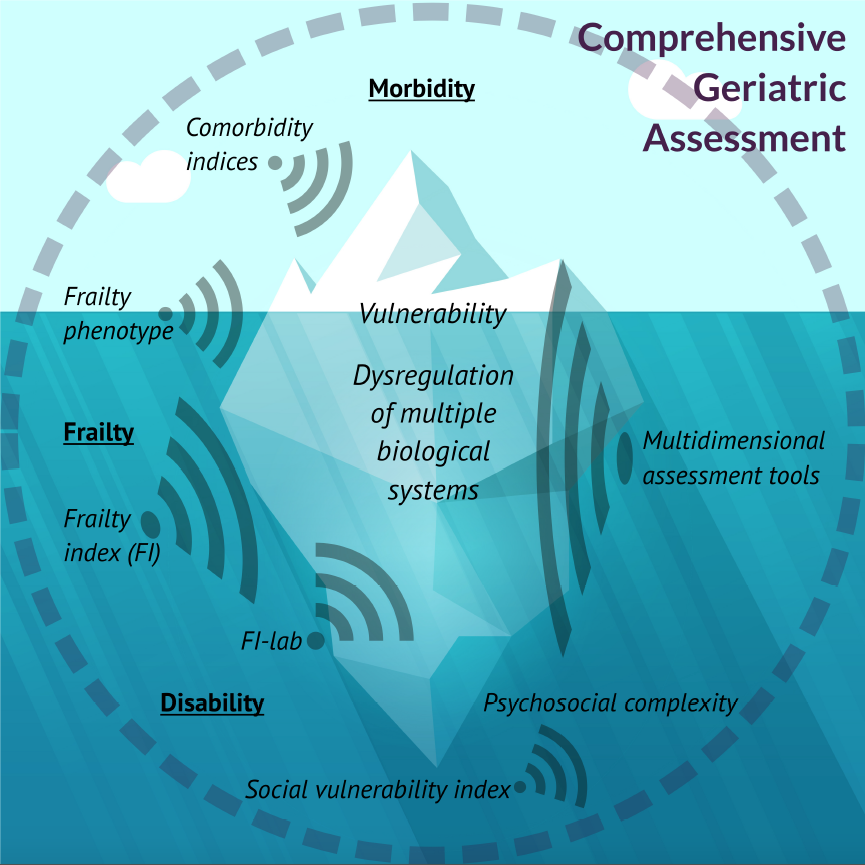 Comprehensive
Geriatric
Assessment
Morbidity
Comorbidity
indices
Frailty
phenotype
Vulnerability
Dysregulation
of multiple
biological
systems
Frailty
Multidimensional
assessment tools
Frailty
index (FI)
FI-lab
Disability
Psychosocial complexity
Social vulnerability index